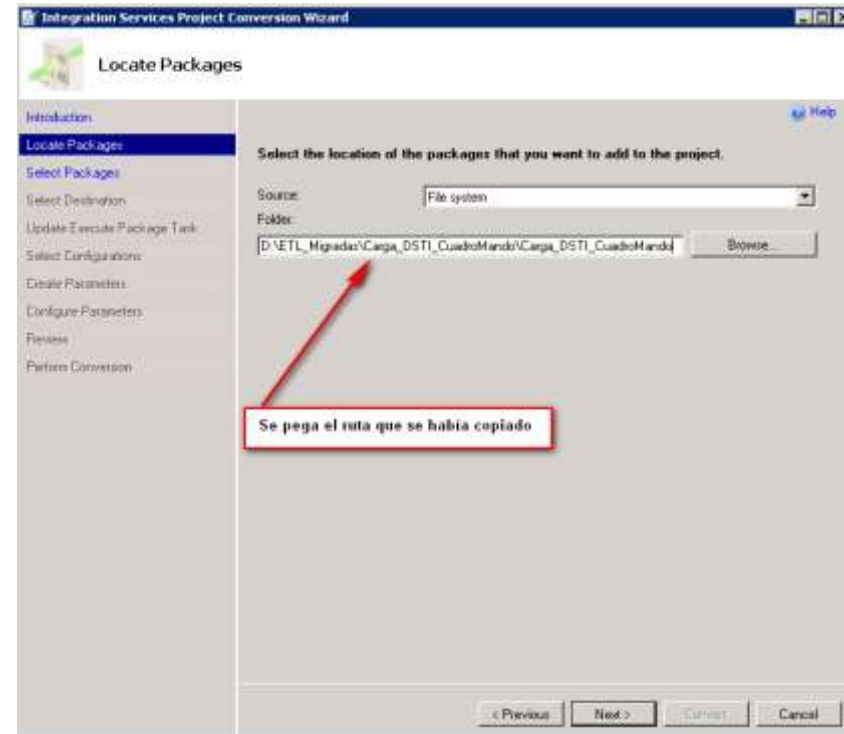 Integration Services Project Conversion Wizard
Locate Packages
Help
Introduction
Locate Packages
Select Packages
Select Destination
Update Execute Package Task
Select Configurations
Create Parameters
Configure Parameters
Review
Perform Conversion
Select the location of the packages that you want to add to the project.
Source: File system
Folder:
D:\ETL_Migradas\Carga_DSTI_CuadroMando\Carga_DSTI_CuadroMando Browse...
Se pega el ruta que se había copiado
< Previous Next > Convert Cancel